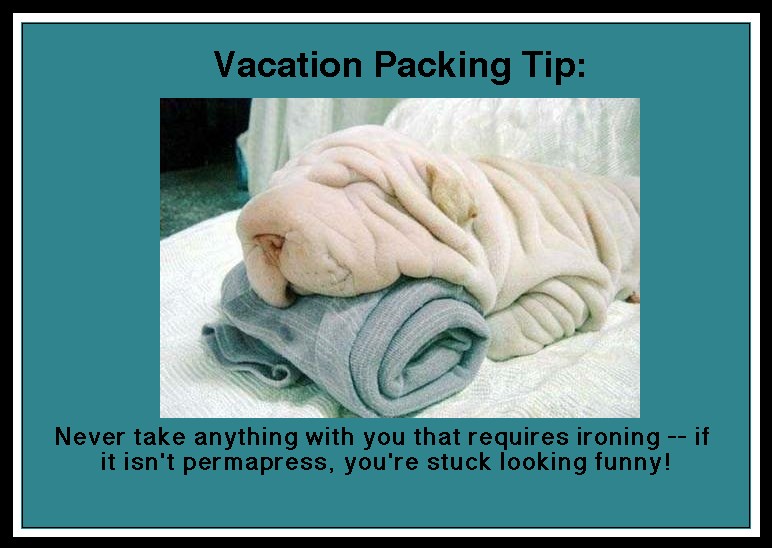 Vacation Packing Tip:
Never take anything with you that requires ironing -- if
it isn't permapress, you're stuck looking funny!